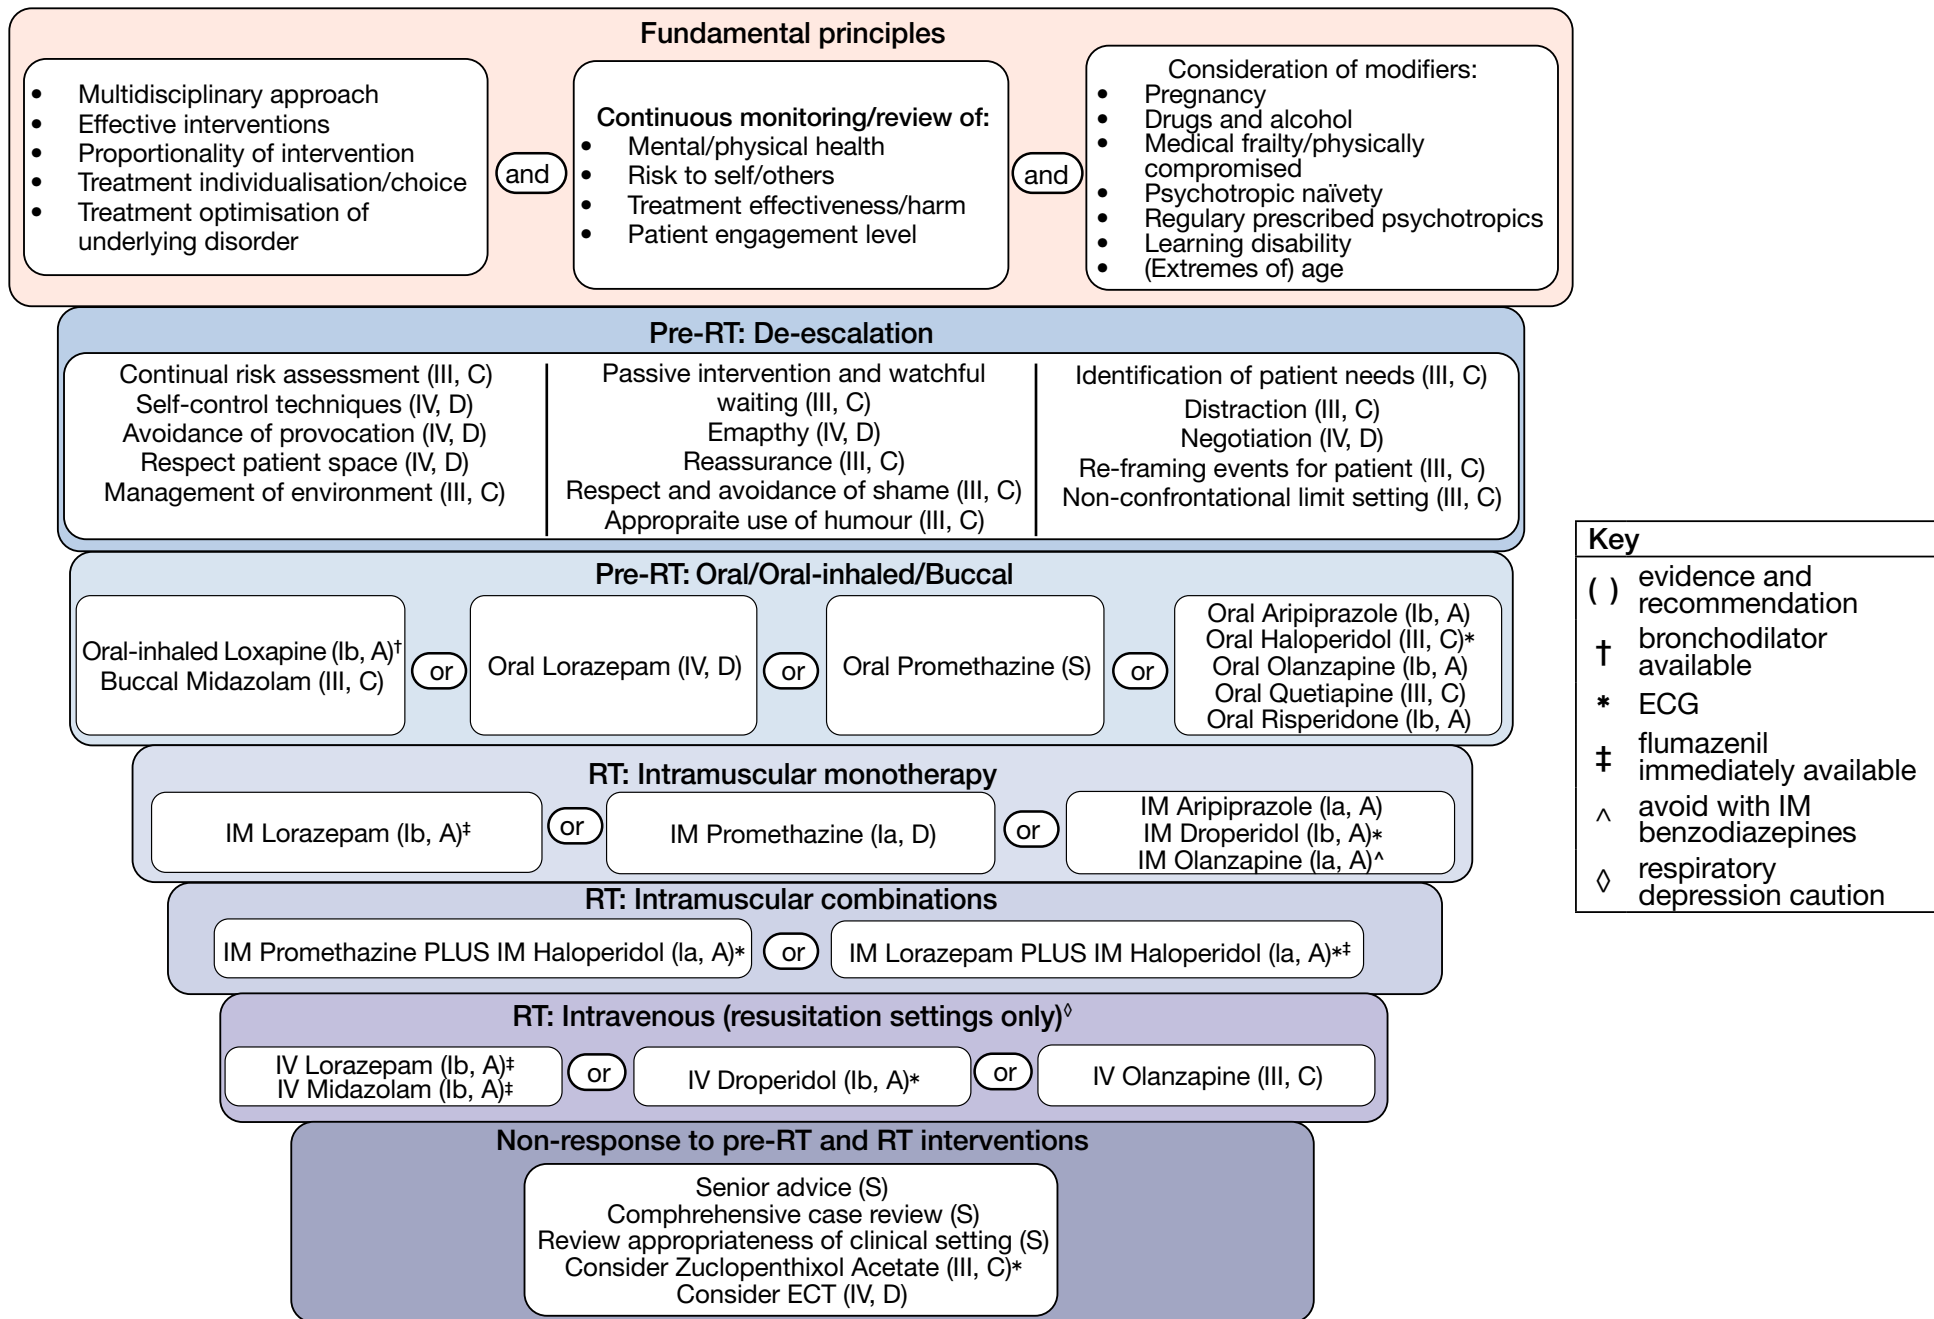 Fundamental principles
• Multidisciplinary approach
• Effective interventions
• Proportionality of intervention
• Treatment individualisation/choice
• Treatment optimisation of
underlying disorder
and
Continuous monitoring/review of:
• Mental/physical health
• Risk to self/others
• Treatment effectiveness/harm
• Patient engagement level
and
Consideration of modifiers:
• Pregnancy
• Drugs and alcohol
• Medical frailty/physically
compromised
• Psychotropic naïvety
• Regulary prescribed psychotropics
• Learning disability
• (Extremes of) age
Pre-RT: De-escalation
Continual risk assessment (III, C)
Self-control techniques (IV, D)
Avoidance of provocation (IV, D)
Respect patient space (IV, D)
Management of environment (III, C)
Passive intervention and watchful
waiting (III, C)
Emapthy (IV, D)
Reassurance (III, C)
Respect and avoidance of shame (III, C)
Appropraite use of humour (III, C)
Identification of patient needs (III, C)
Distraction (III, C)
Negotiation (IV, D)
Re-framing events for patient (III, C)
Non-confrontational limit setting (III, C)
Pre-RT: Oral/Oral-inhaled/Buccal
Oral-inhaled Loxapine (Ib, A)†
Buccal Midazolam (III, C)
or
Oral Lorazepam (IV, D)
or
Oral Promethazine (S)
or
Oral Aripiprazole (Ib, A)
Oral Haloperidol (III, C)*
Oral Olanzapine (Ib, A)
Oral Quetiapine (III, C)
Oral Risperidone (Ib, A)
RT: Intramuscular monotherapy
IM Lorazepam (Ib, A)‡
or
IM Promethazine (Ia, D)
or
IM Aripiprazole (Ia, A)
IM Droperidol (Ib, A)*
IM Olanzapine (Ia, A)^
RT: Intramuscular combinations
IM Promethazine PLUS IM Haloperidol (Ia, A)*
or
IM Lorazepam PLUS IM Haloperidol (Ia, A)*‡
RT: Intravenous (resusitation settings only)◊
IV Lorazepam (Ib, A)‡
IV Midazolam (Ib, A)‡
or
IV Droperidol (Ib, A)*
or
IV Olanzapine (III, C)
Non-response to pre-RT and RT interventions
Senior advice (S)
Comphrehensive case review (S)
Review appropriateness of clinical setting (S)
Consider Zuclopenthixol Acetate (III, C)*
Consider ECT (IV, D)
Key
( ) evidence and
recommendation
† bronchodilator
available
* ECG
‡ flumazenil
immediately available
^ avoid with IM
benzodiazepines
◊ respiratory
depression caution